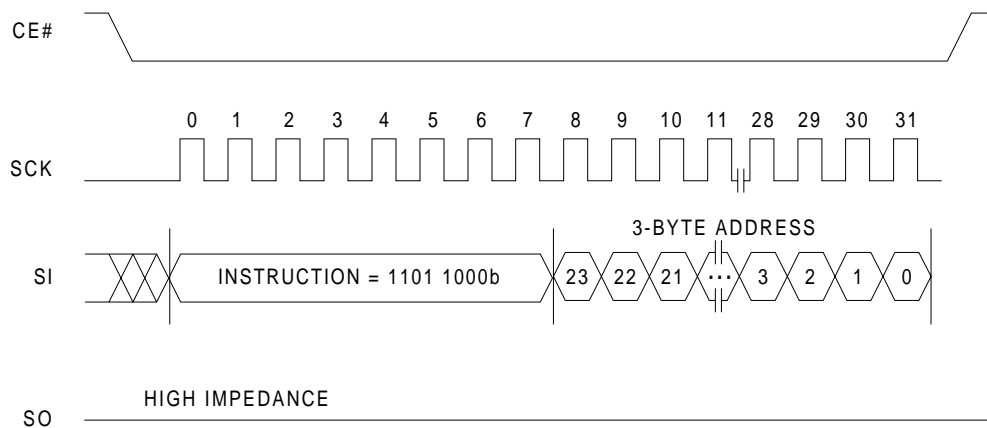 CE#
0 1 2 3 4 5 6 7 8 9 10 11 28 29 30 31
SCK
3-BYTE ADDRESS
SI INSTRUCTION = 1101 1000b 23 22 21 ··· 3 2 1 0
HIGH IMPEDANCE
SO